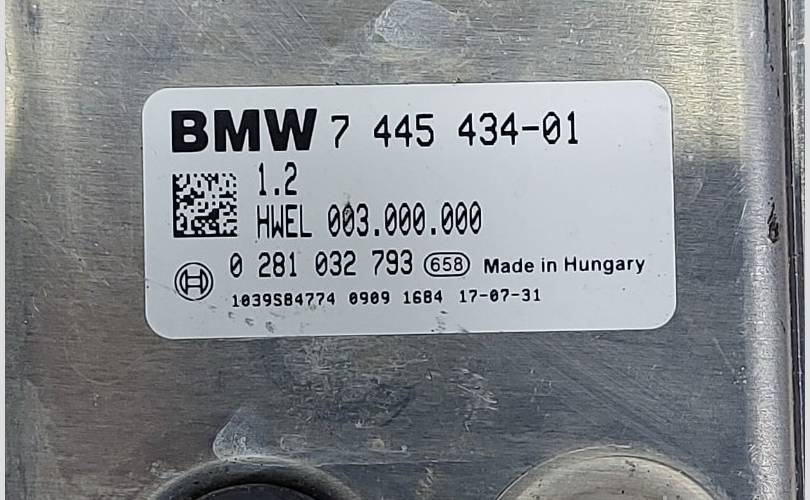 BMW 7 445 434-01
1.2
HWEL 003.000.000
0 281 032 793 658 Made in Hungary
1039S84774 0909 1684 17-07-31